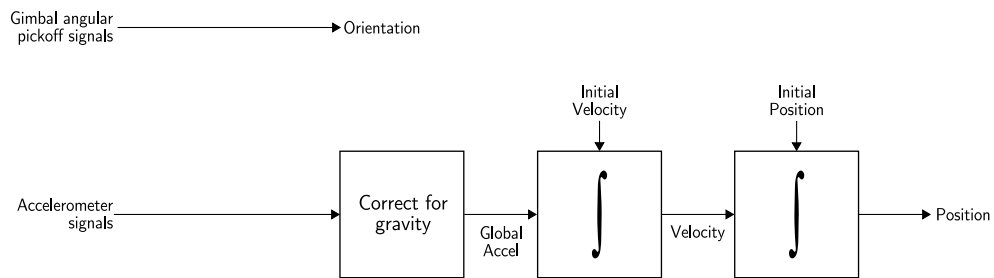 Gimbal angular
pickoff signals
Orientation
Initial
Velocity
Initial
Position
Accelerometer
signals
Correct for
gravity
Global
Accel
∫
Velocity
∫
Position